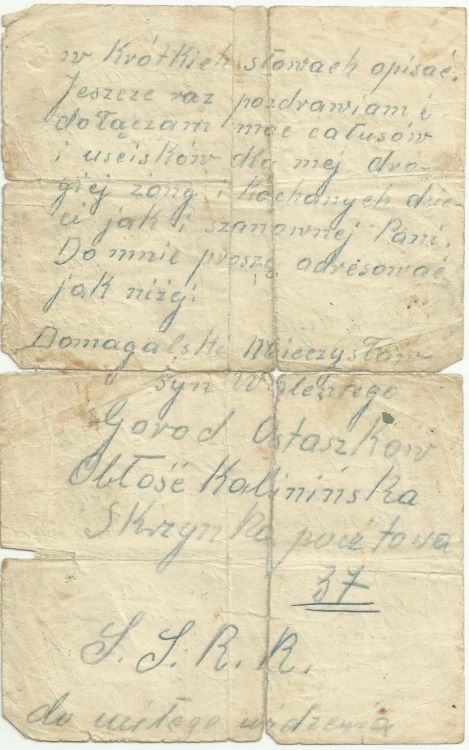 w krótkich słowach opisać.
Jeszcze raz pozdrawiam i
dołączam moc całusów
i uścisków dla mej dro-
giej żony i kochanych dzie-
ci jak i szanownej Pani.
Do mnie proszę adresować
jak niżej:
Domagalski Mieczysław
syn Walentego
Gorod Ostaszków
Obłość Kalinińska
Skrzynka pocztowa
37
S. S. R. R.
do miłego widzenia